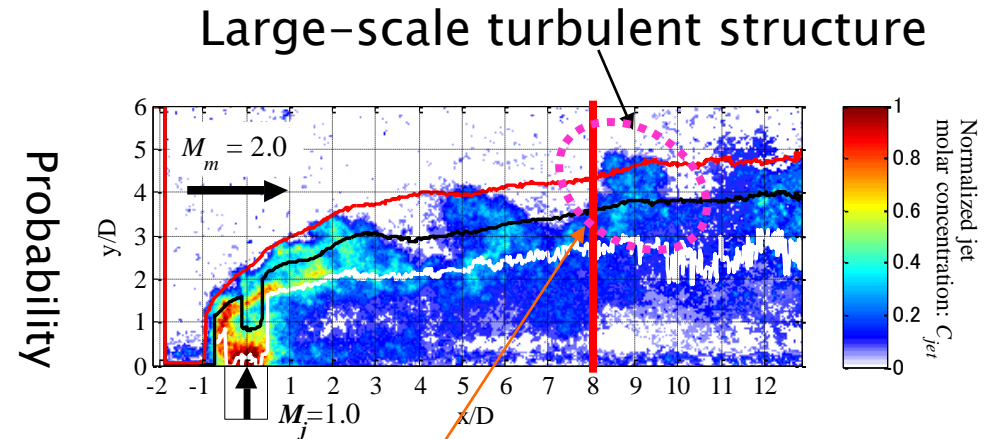 Large-scale turbulent structure
Probability
M_m = 2.0
y/D
6
5
4
3
2
1
0
-2 -1 1 2 3 4 5 6 7 8 9 10 11 12
M_j=1.0
x/D
1
0.8
0.6
0.4
0.2
0
Normalized jet
molar concentration: C_jet